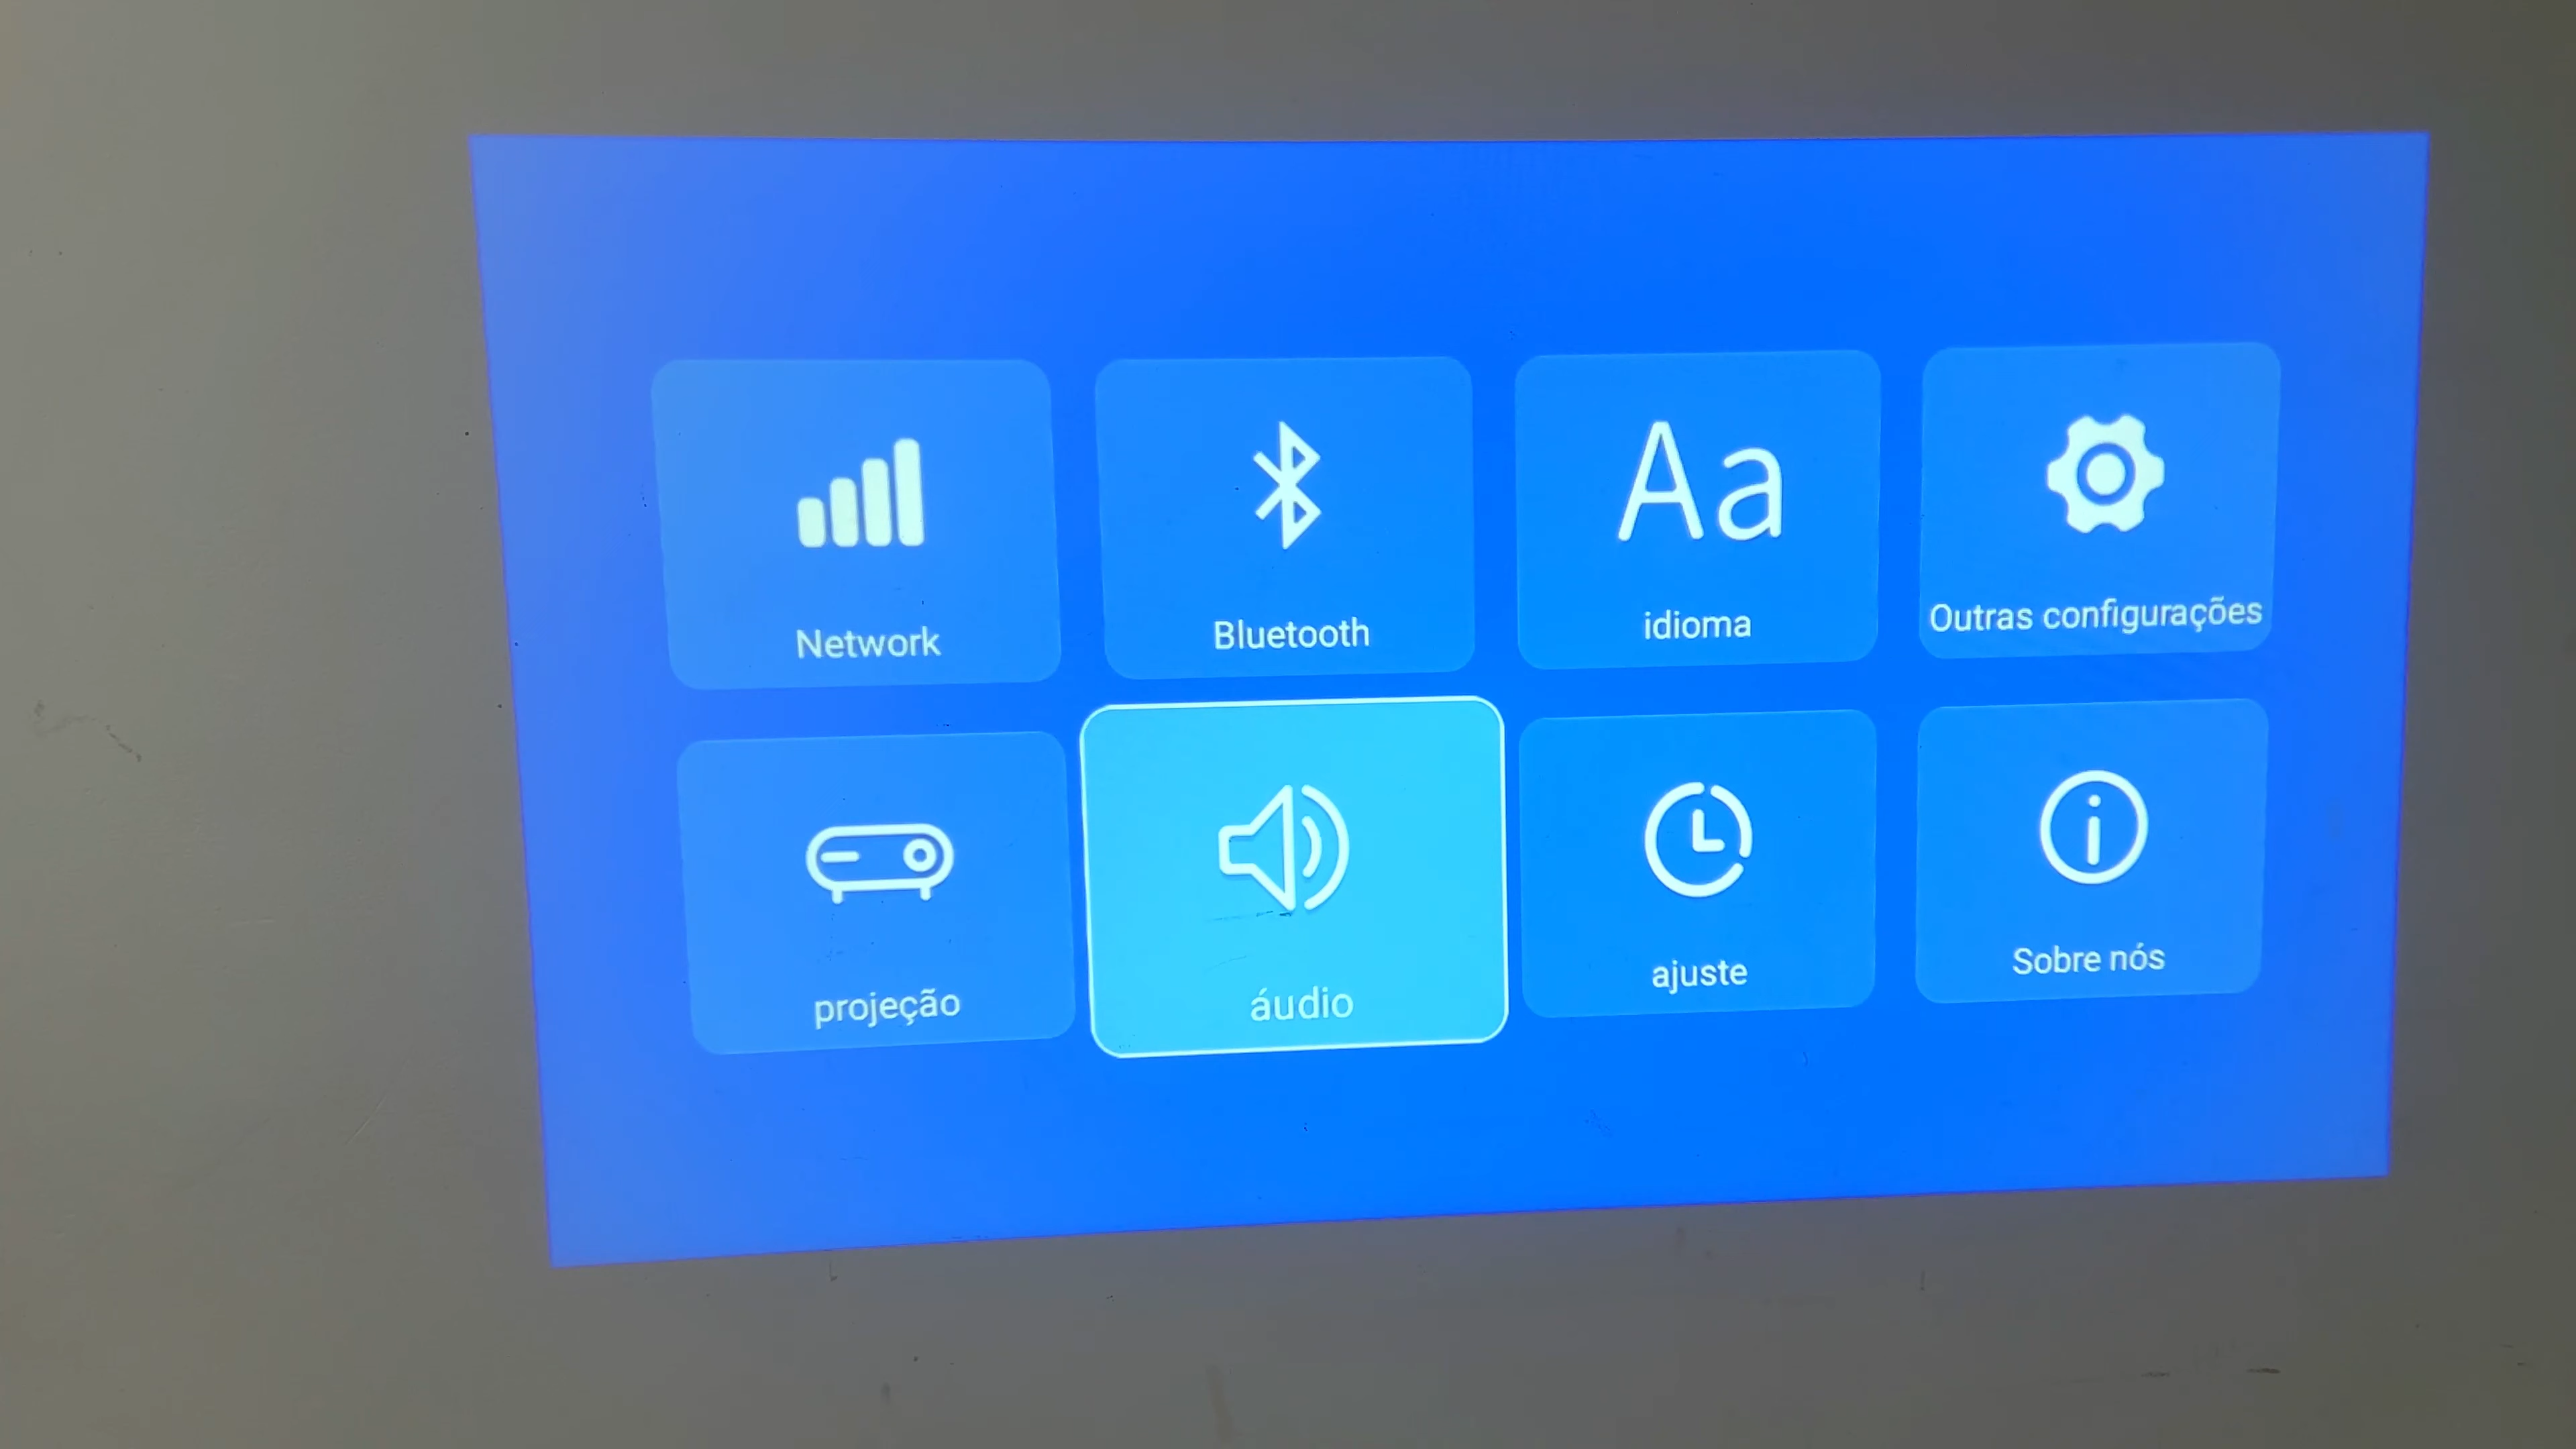 Network
Bluetooth
Aa
idioma
Outras configurações
projeção
áudio
ajuste
Sobre nós